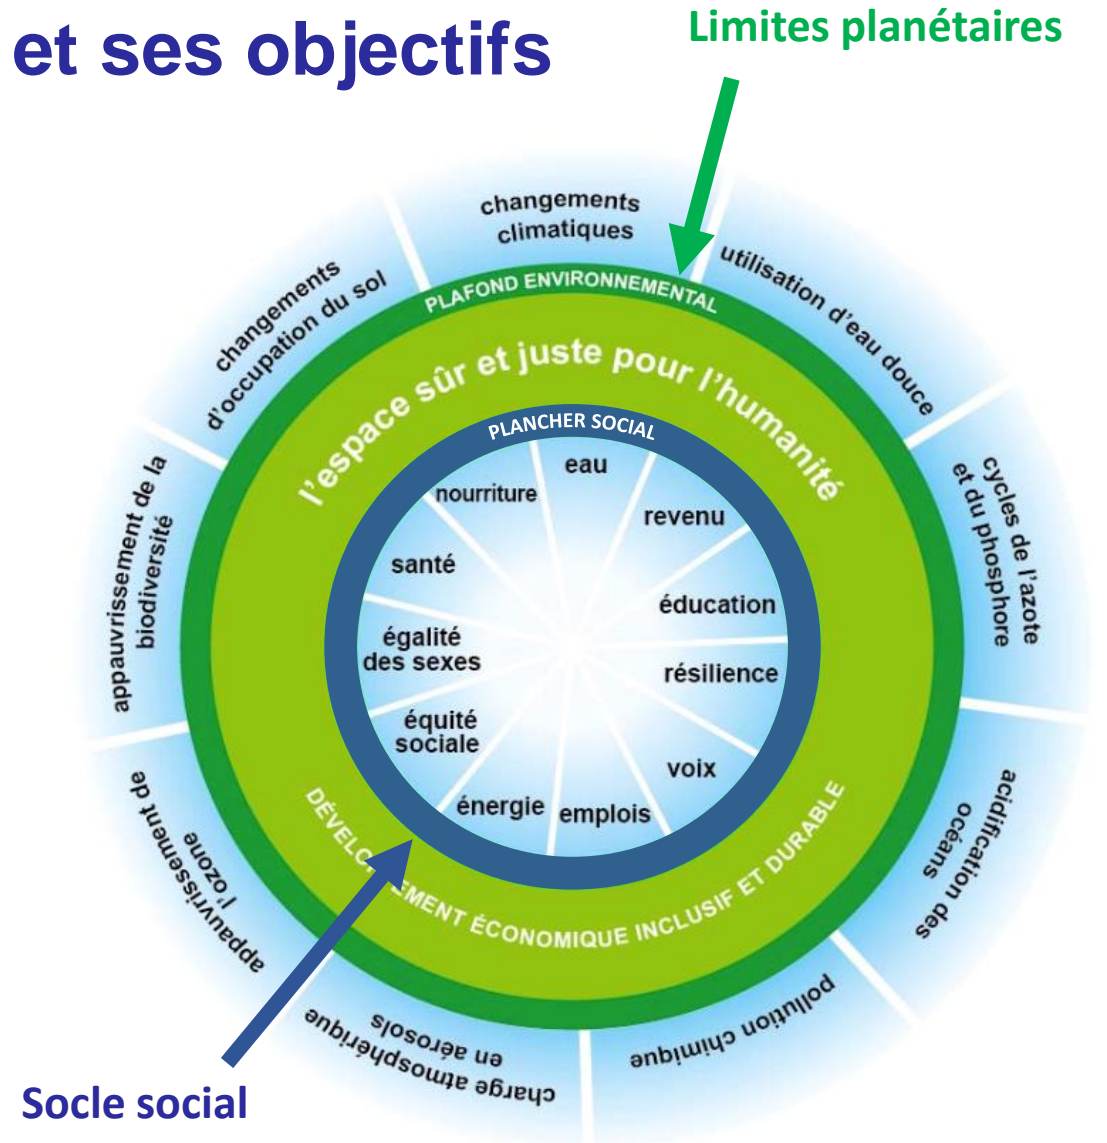 et ses objectifs
Limites planétaires
changements
climatiques
utilisation d'eau douce
cycles de l'azote
et du phosphore
acidification des
océans
pollution chimique
charge atmosphérique
en aérosols
appauvrissement de
l'ozone
appauvrissement de la
biodiversité
changements
d'occupation du sol
PLAFOND ENVIRONNEMENTAL
l'espace sûr et juste pour l'humanité
PLANCHER SOCIAL
eau
revenu
éducation
résilience
voix
emplois
énergie
équité
sociale
égalité
des sexes
santé
nourriture
DÉVELOPPEMENT ÉCONOMIQUE INCLUSIF ET DURABLE
Socle social